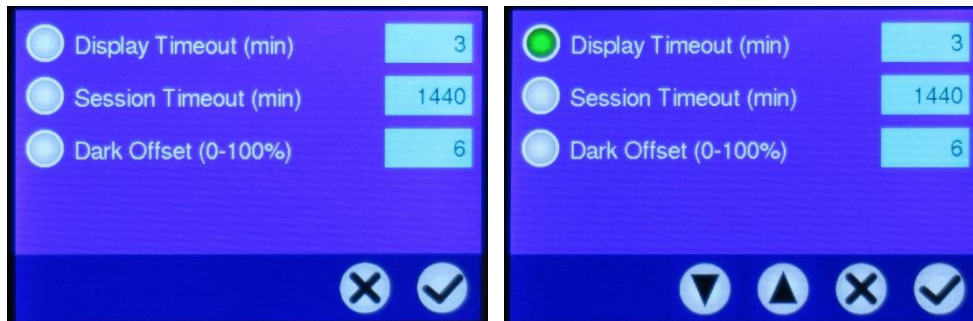 Display Timeout (min) 3
Session Timeout (min) 1440
Dark Offset (0-100%) 6
Display Timeout (min) 3
Session Timeout (min) 1440
Dark Offset (0-100%) 6